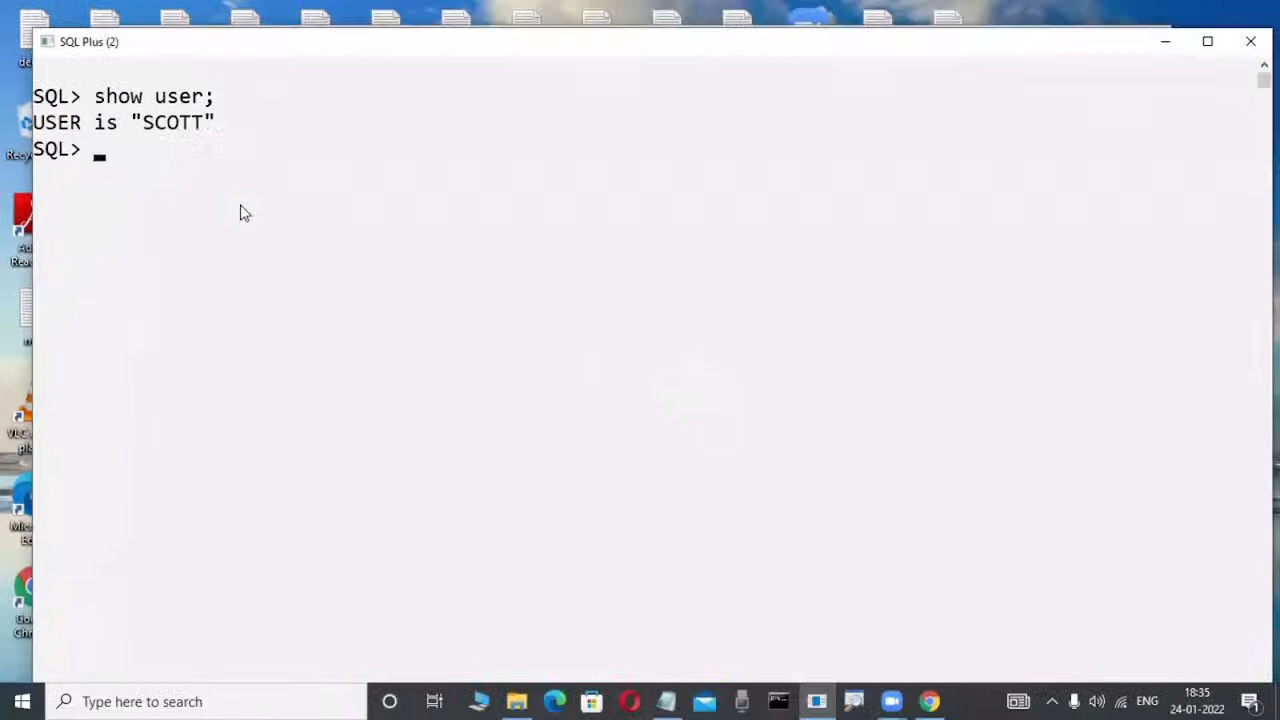 SQL Plus (2)
SQL> show user;
USER is "SCOTT"
SQL>
Type here to search
ENG
18:35
24-01-2022